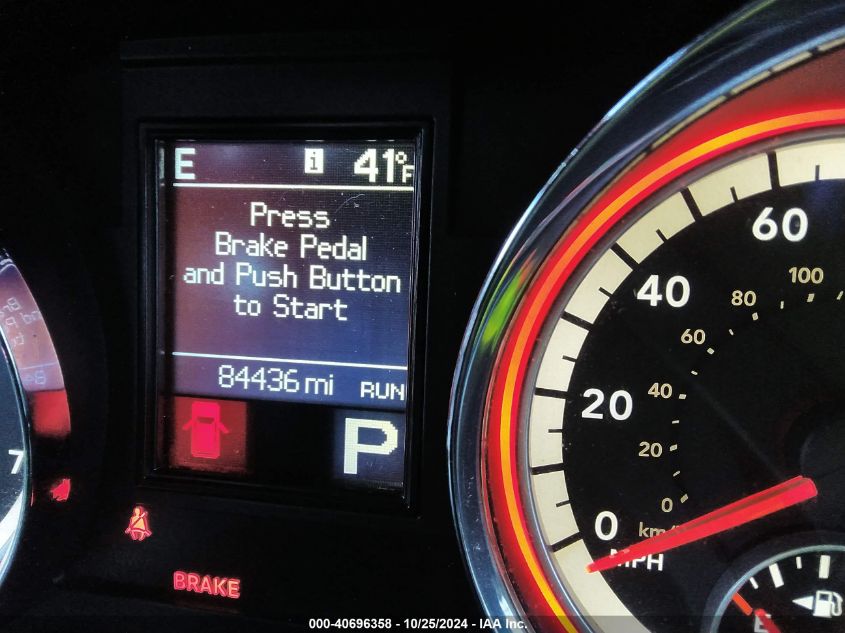 E i 41°F
Press
Brake Pedal
and Push Button
to Start
84436 mi RUN
P
BRAKE
7
0
20
40
60
MPH
0
20
40
60
80
100
km/
E
000-40696358 - 10/25/2024 - IAA Inc.